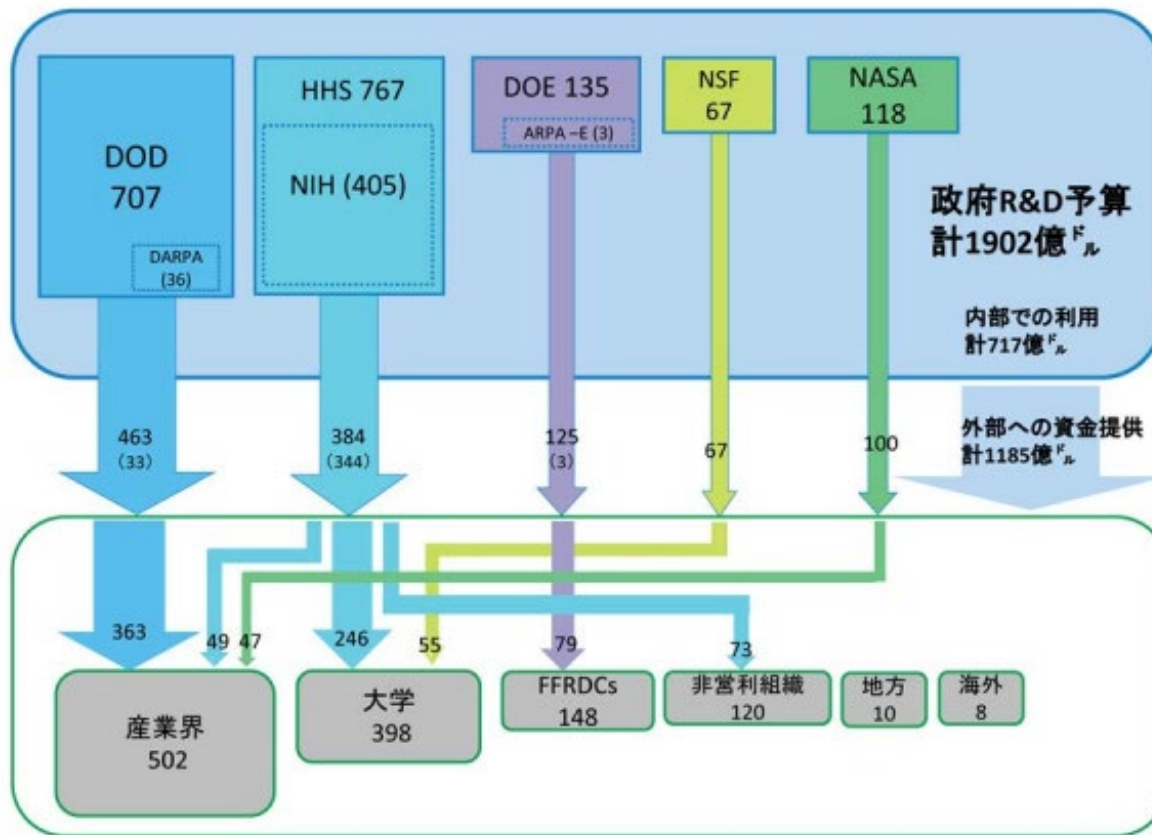 DOD
707
DARPA
(36)
HHS 767
NIH (405)
DOE 135
ARPA –E (3)
NSF
67
NASA
118
政府R&D予算
計1902億㌦
内部での利用
計717億㌦
外部への資金提供
計1185億㌦
463
(33)
384
(344)
125
(3)
67
100
363
49
47
246
55
79
73
産業界
502
大学
398
FFRDCs
148
非営利組織
120
地方
10
海外
8